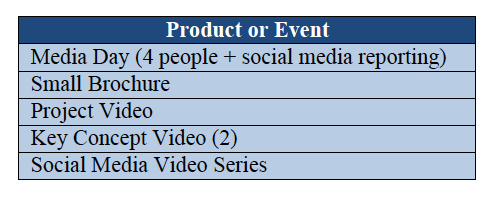 Product or Event
Media Day (4 people + social media reporting)
Small Brochure
Project Video
Key Concept Video (2)
Social Media Video Series